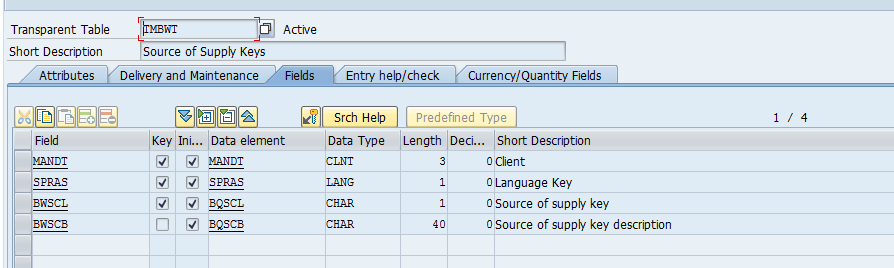 Transparent Table TMBWT Active
Short Description Source of Supply Keys
Attributes Delivery and Maintenance Fields Entry help/check Currency/Quantity Fields
Srch Help Predefined Type 1 / 4
Field Key Ini... Data element Data Type Length Deci... Short Description
MANDT MANDT CLNT 3 0 Client
SPRAS SPRAS LANG 1 0 Language Key
BWSCL BQSCL CHAR 1 0 Source of supply key
BWSCB BQSCB CHAR 40 0 Source of supply key description